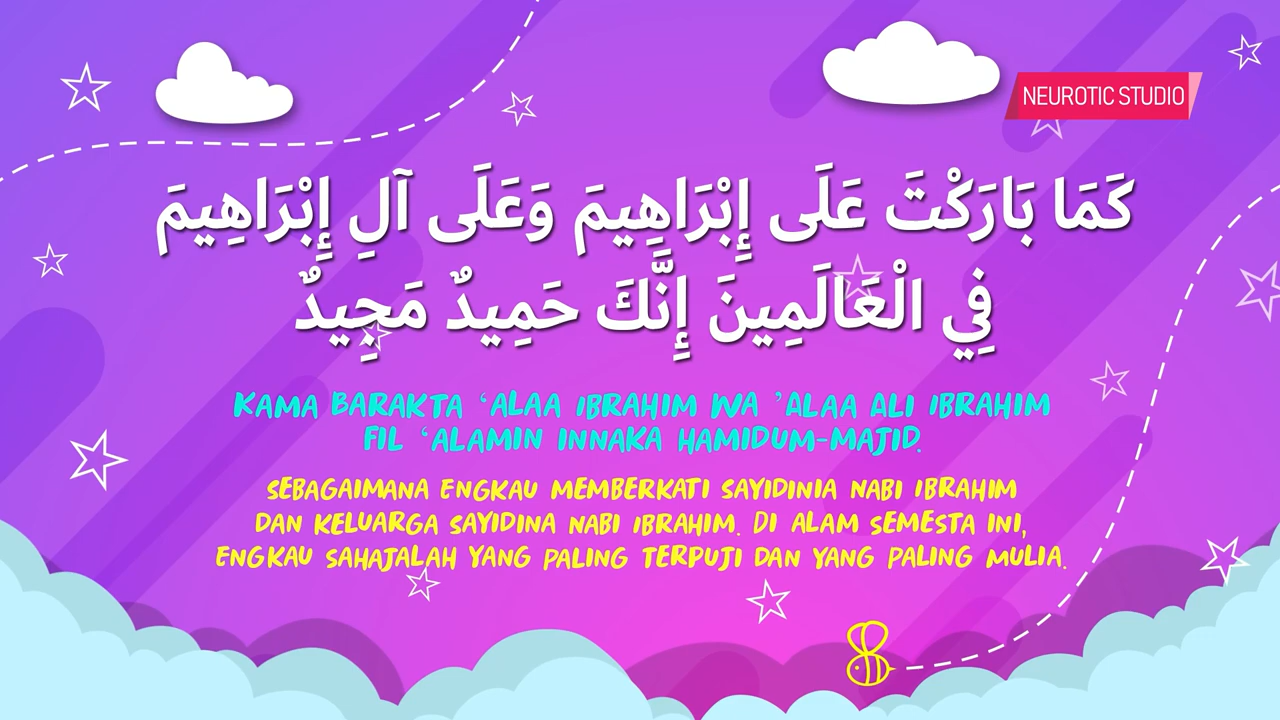 NEUROTIC STUDIO
كَمَا بَارَكْتَ عَلَى إِبْرَاهِيمَ وَعَلَى آلِ إِبْرَاهِيمَ
فِي الْعَالَمِينَ إِنَّكَ حَمِيدٌ مَجِيدٌ
KAMA BARAKTA ‘ALAA IBRAHIM WA ’ALAA ALI IBRAHIM
FIL ‘ALAMIN INNAKA HAMIDUM-MAJID.
SEBAGAIMANA ENGKAU MEMBERKATI SAYIDINIA NABI IBRAHIM
DAN KELUARGA SAYIDINA NABI IBRAHIM. DI ALAM SEMESTA INI,
ENGKAU SAHAJALAH YANG PALING TERPUJI DAN YANG PALING MULIA.